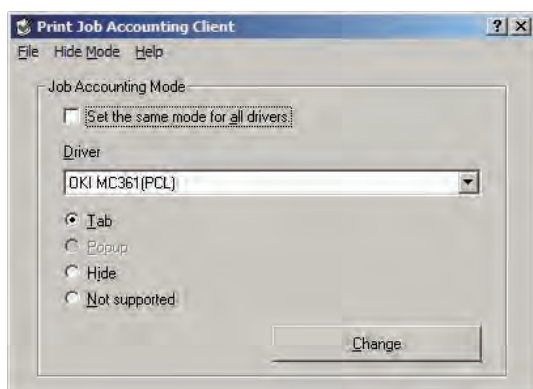 Print Job Accounting Client
File Hide Mode Help
Job Accounting Mode
Set the same mode for all drivers
Driver
OKI MC361(PCL)
Tab
Popup
Hide
Not supported
Change